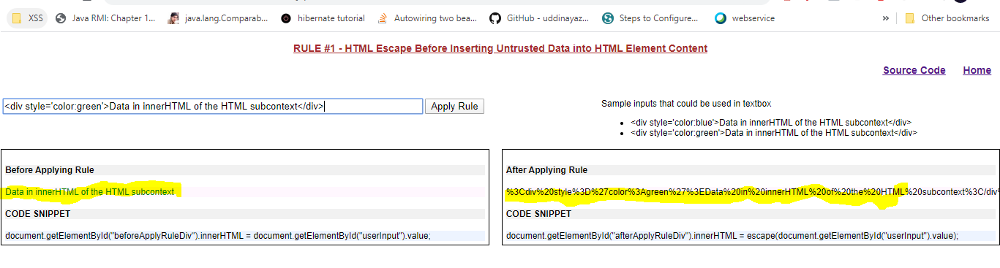 XSS Java RMI: Chapter 1... java.lang.Comparab... hibernate tutorial Autowiring two bea... GitHub - uddinayaz... Steps to Configure... webservice » Other bookmarks
RULE #1 - HTML Escape Before Inserting Untrusted Data into HTML Element Content
Source Code Home
<div style='color:green'>Data in innerHTML of the HTML subcontext</div> Apply Rule
Sample inputs that could be used in textbox
<div style='color:blue'>Data in innerHTML of the HTML subcontext</div>
<div style='color:green'>Data in innerHTML of the HTML subcontext</div>
Before Applying Rule
Data in innerHTML of the HTML subcontext
CODE SNIPPET
document.getElementById("beforeApplyRuleDiv").innerHTML = document.getElementById("userInput").value;
After Applying Rule
%3Cdiv%20style%3D%27color%3Agreen%27%3EData%20in%20innerHTML%20of%20the%20HTML%20subcontext%3C/div%
CODE SNIPPET
document.getElementById("afterApplyRuleDiv").innerHTML = escape(document.getElementById("userInput").value);